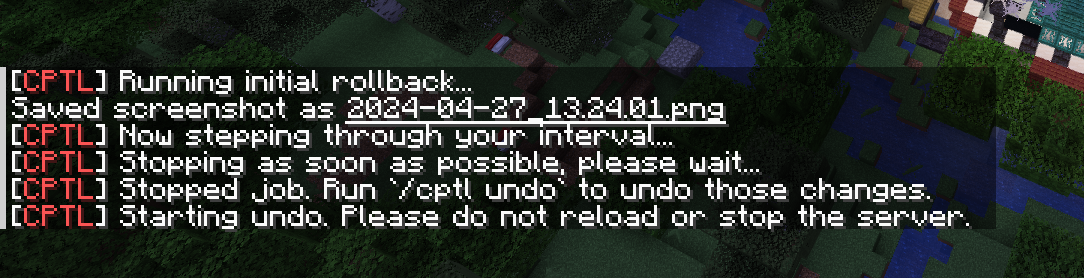 [CPTL] Running initial rollback...
Saved screenshot as 2024-04-27_13.24.01.png
[CPTL] Now stepping through your interval...
[CPTL] Stopping as soon as possible, please wait...
[CPTL] Stopped job. Run `/cptl undo` to undo those changes.
[CPTL] Starting undo. Please do not reload or stop the server.